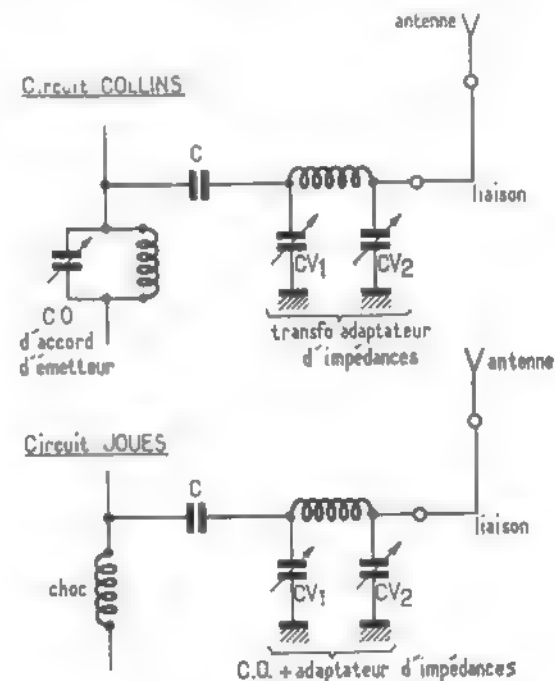 antenne
Circuit COLLINS
C
liaison
CV1
CV2
C O
d'accord
d'émetteur
transfo adaptateur
d'impédances
antenne
Circuit JOUES
C
liaison
choc
CV1
CV2
C.O. + adaptateur d'impédances